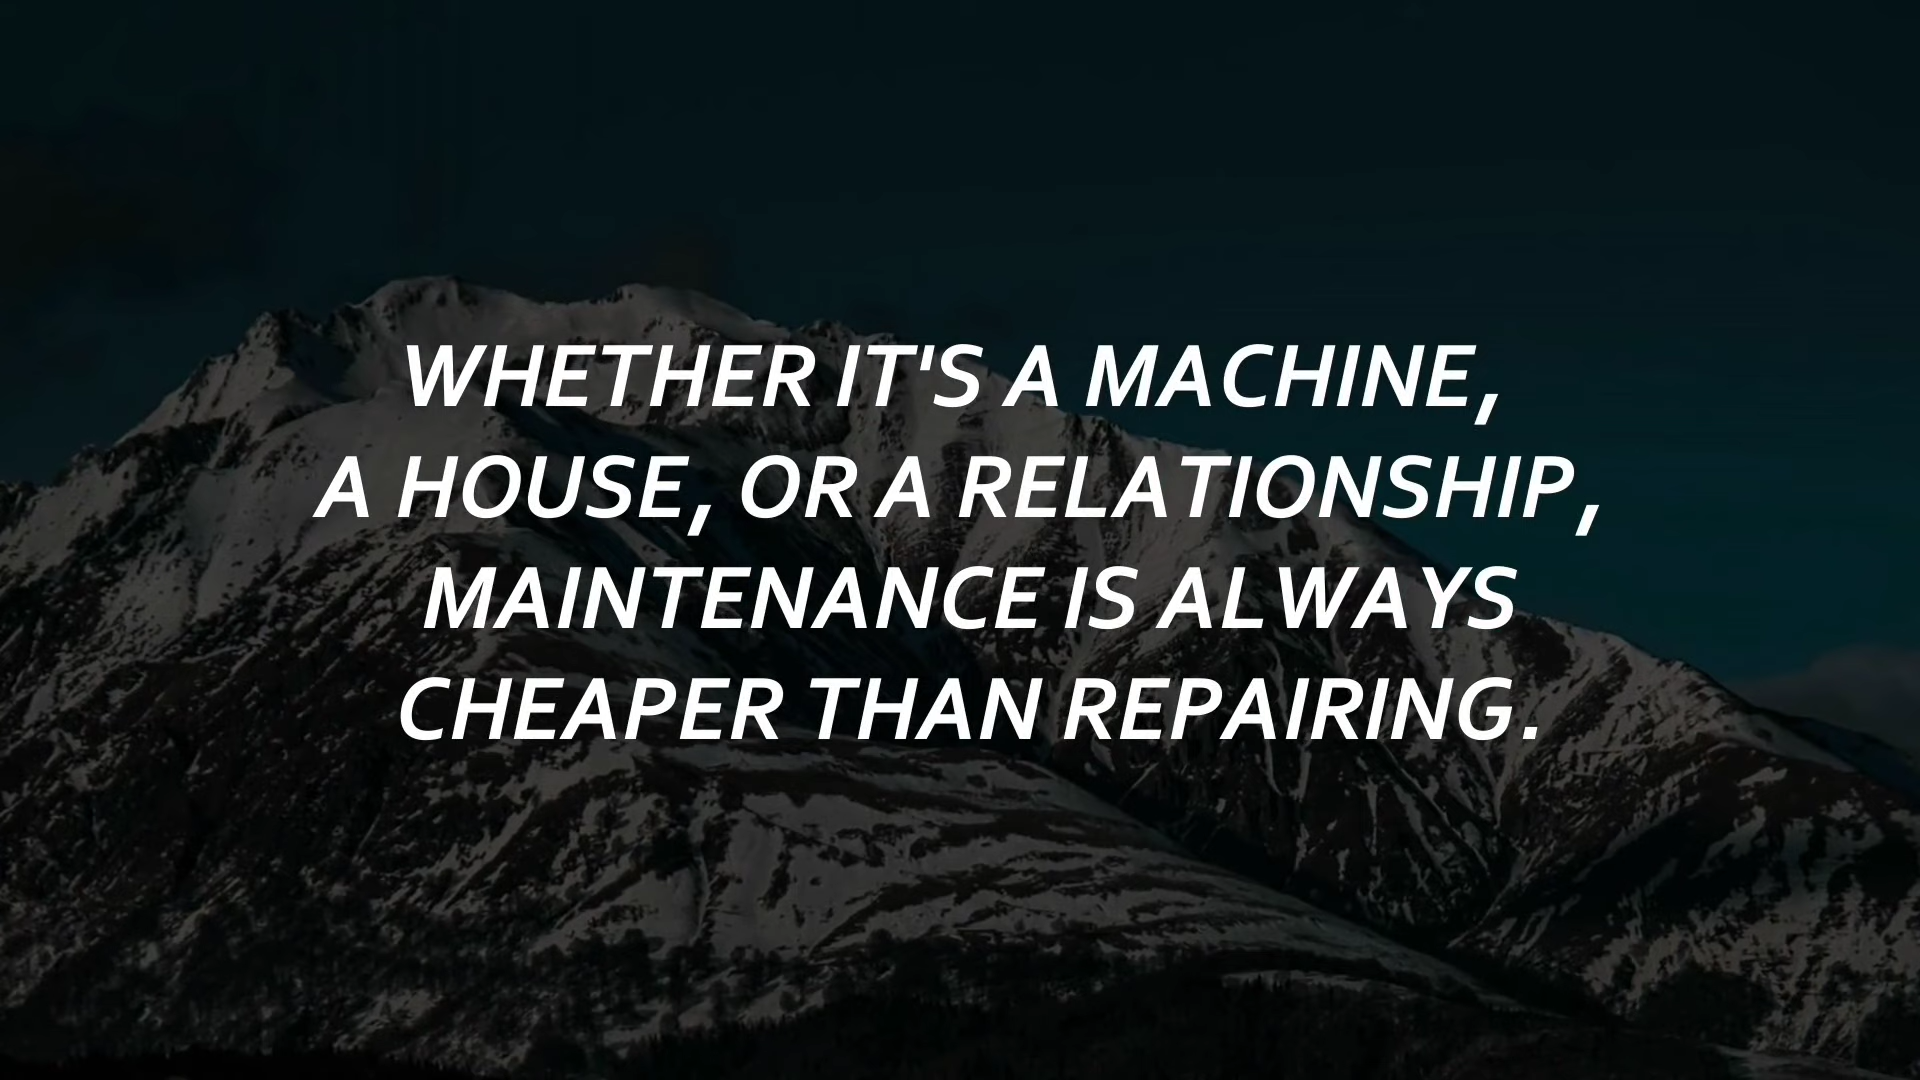 WHETHER IT'S A MACHINE,
A HOUSE, OR A RELATIONSHIP,
MAINTENANCE IS ALWAYS
CHEAPER THAN REPAIRING.